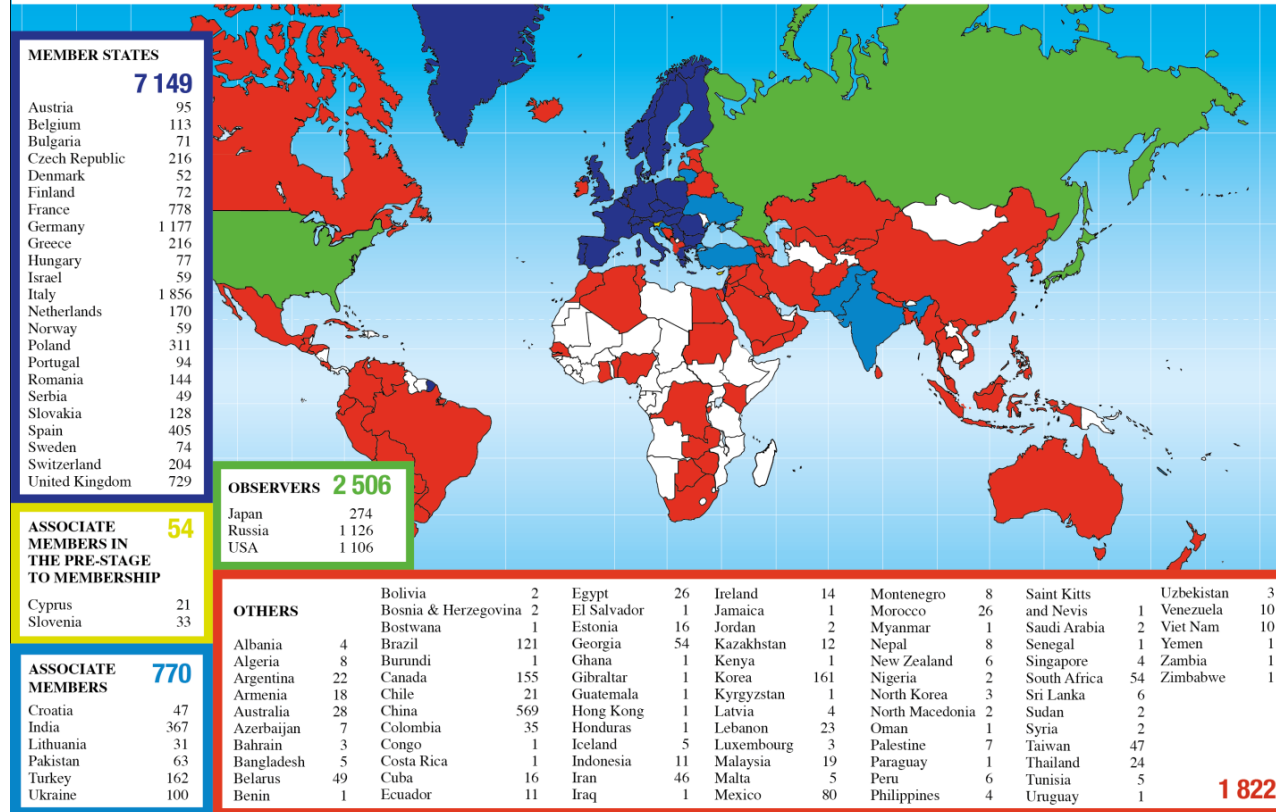 MEMBER STATES
7 149
Austria 95
Belgium 113
Bulgaria 71
Czech Republic 216
Denmark 52
Finland 72
France 778
Germany 1 177
Greece 216
Hungary 77
Israel 59
Italy 1 856
Netherlands 170
Norway 59
Poland 311
Portugal 94
Romania 144
Serbia 49
Slovakia 128
Spain 405
Sweden 74
Switzerland 204
United Kingdom 729
OBSERVERS 2 506
Japan 274
Russia 1 126
USA 1 106
ASSOCIATE 54
MEMBERS IN
THE PRE-STAGE
TO MEMBERSHIP
Cyprus 21
Slovenia 33
ASSOCIATE 770
MEMBERS
Croatia 47
India 367
Lithuania 31
Pakistan 63
Turkey 162
Ukraine 100
OTHERS
Albania 4
Algeria 8
Argentina 22
Armenia 18
Australia 28
Azerbaijan 7
Bahrain 3
Bangladesh 5
Belarus 49
Benin 1
Bolivia 2
Bosnia & Herzegovina 2
Bostwana 1
Brazil 121
Burundi 1
Canada 155
Chile 21
China 569
Colombia 35
Congo 1
Costa Rica 1
Cuba 16
Ecuador 11
Egypt 26
El Salvador 1
Estonia 16
Georgia 54
Ghana 1
Gibraltar 1
Guatemala 1
Hong Kong 1
Honduras 1
Iceland 5
Indonesia 11
Iran 46
Iraq 1
Ireland 14
Jamaica 1
Jordan 2
Kazakhstan 12
Kenya 1
Korea 161
Kyrgyzstan 1
Latvia 4
Lebanon 23
Luxembourg 3
Malaysia 19
Malta 5
Mexico 80
Montenegro 8
Morocco 26
Myanmar 1
Nepal 8
New Zealand 6
Nigeria 2
North Korea 3
North Macedonia 2
Oman 1
Palestine 7
Paraguay 1
Peru 6
Philippines 4
Saint Kitts
and Nevis 1
Saudi Arabia 2
Senegal 1
Singapore 4
South Africa 54
Sri Lanka 6
Sudan 2
Syria 2
Taiwan 47
Thailand 24
Tunisia 5
Uruguay 1
Uzbekistan 3
Venezuela 10
Viet Nam 10
Yemen 1
Zambia 1
Zimbabwe 1
1 822